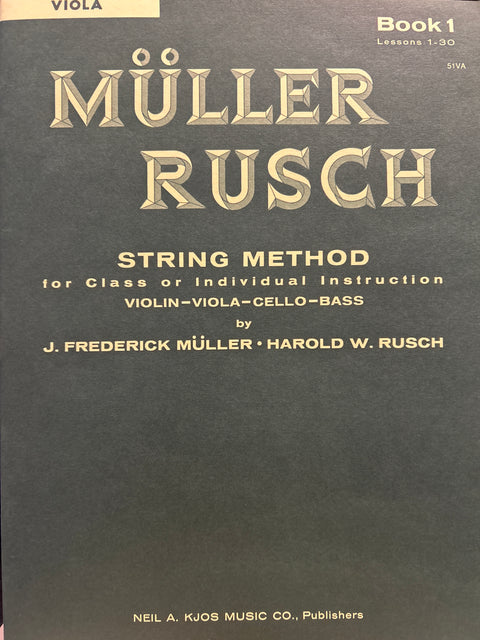 VIOLA
Book 1
Lessons 1-30
51VA
MÜLLER
RUSCH
STRING METHOD
for Class or Individual Instruction
VIOLIN–VIOLA–CELLO–BASS
by
J. FREDERICK MÜLLER • HAROLD W. RUSCH
NEIL A. KJOS MUSIC CO., Publishers